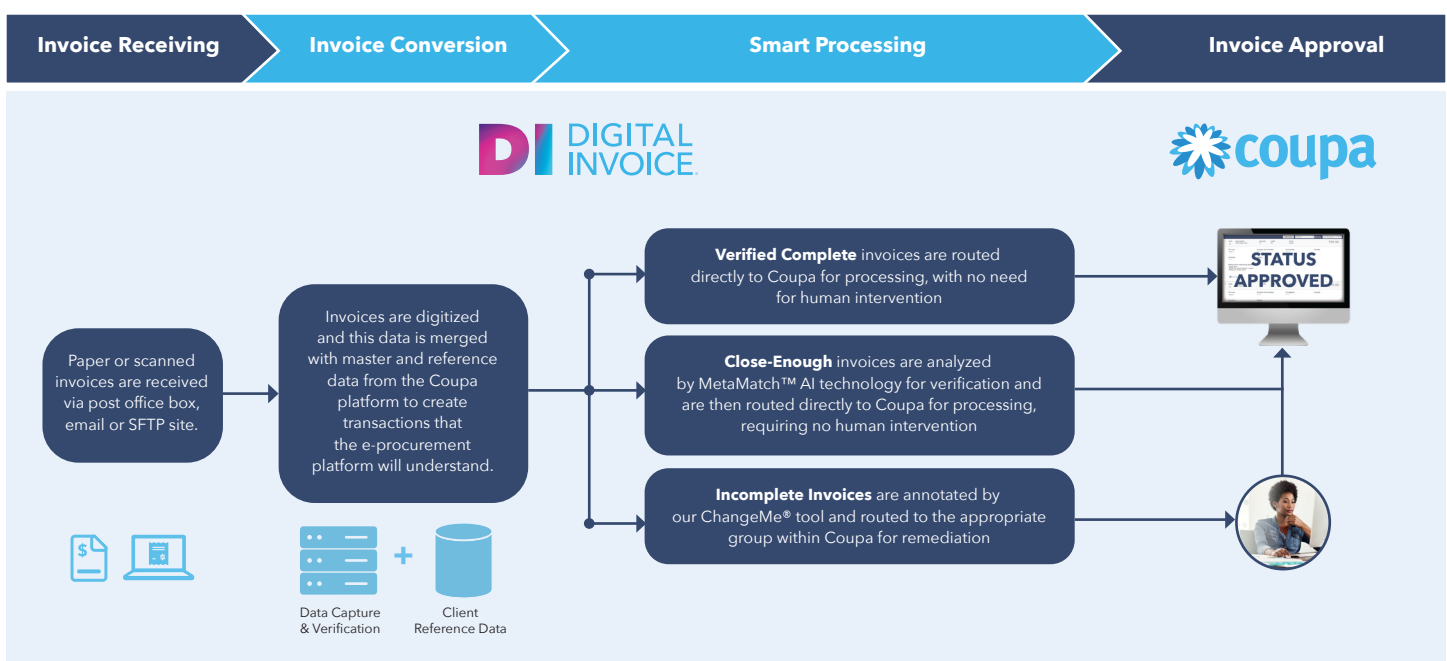 Invoice Receiving
Invoice Conversion
Smart Processing
Invoice Approval
DI DIGITAL
INVOICE.
coupa
Paper or scanned
invoices are received
via post office box,
email or SFTP site.
Invoices are digitized
and this data is merged
with master and reference
data from the Coupa
platform to create
transactions that
the e-procurement
platform will understand.
Verified Complete invoices are routed
directly to Coupa for processing, with no need
for human intervention
Close-Enough invoices are analyzed
by MetaMatch™ AI technology for verification and
are then routed directly to Coupa for processing,
requiring no human intervention
Incomplete Invoices are annotated by
our ChangeMe® tool and routed to the appropriate
group within Coupa for remediation
STATUS
APPROVED
$
$
+
Data Capture
& Verification
Client
Reference Data